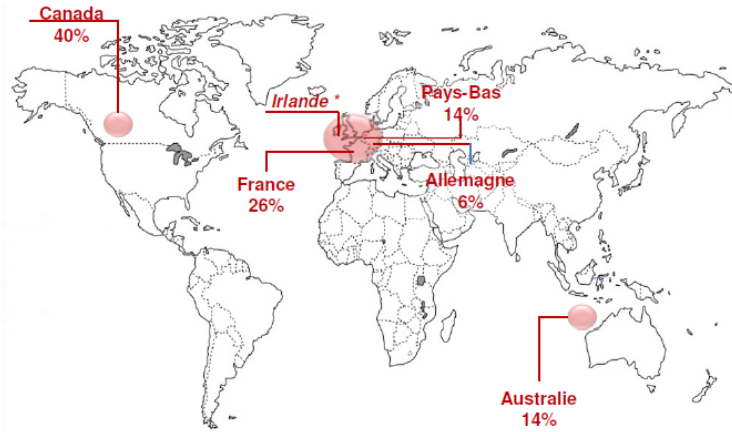 Canada
40%
Irlande *
Pays-Bas
14%
France
26%
Allemagne
6%
Australie
14%